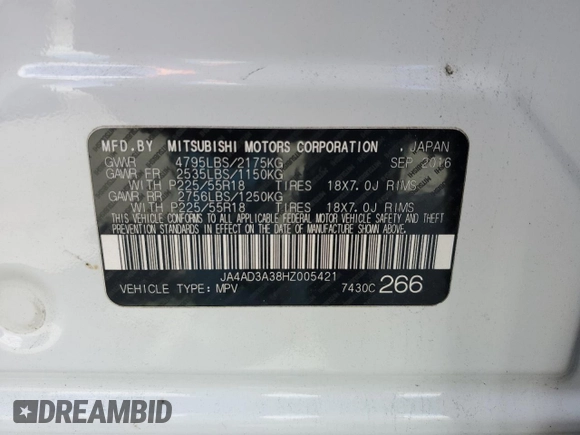 MFD.BY MITSUBISHI MOTORS CORPORATION . JAPAN
GVWR 4795LBS/2175KG SEP 2016
GAWR FR 2535LBS/1150KG
WITH P225/55R18 TIRES 18X7.0J RIMS
GAWR RR 2756LBS/1250KG
WITH P225/55R18 TIRES 18X7.0J RIMS
THIS VEHICLE CONFORMS TO ALL APPLICABLE FEDERAL MOTOR VEHICLE SAFETY AND THEFT
PREVENTION STANDARDS IN EFFECT ON THE DATE OF MANUFACTURE SHOWN ABOVE.
JA4AD3A38HZ005421
VEHICLE TYPE: MPV 7430C 266
DREAMBID